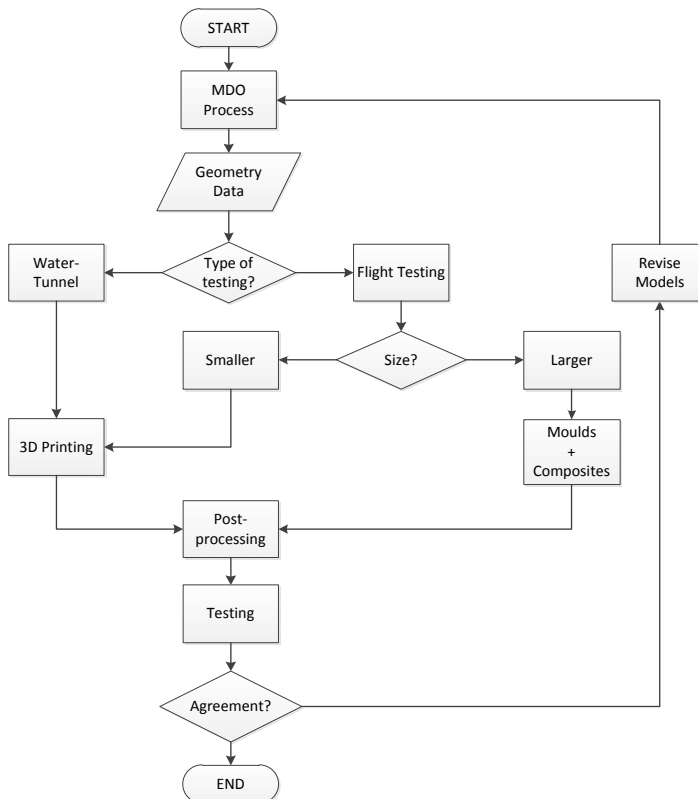 START
MDO
Process
Geometry
Data
Water-
Tunnel
Type of
testing?
Flight Testing
Revise
Models
Smaller
Size?
Larger
3D Printing
Moulds
+
Composites
Post-
processing
Testing
Agreement?
END